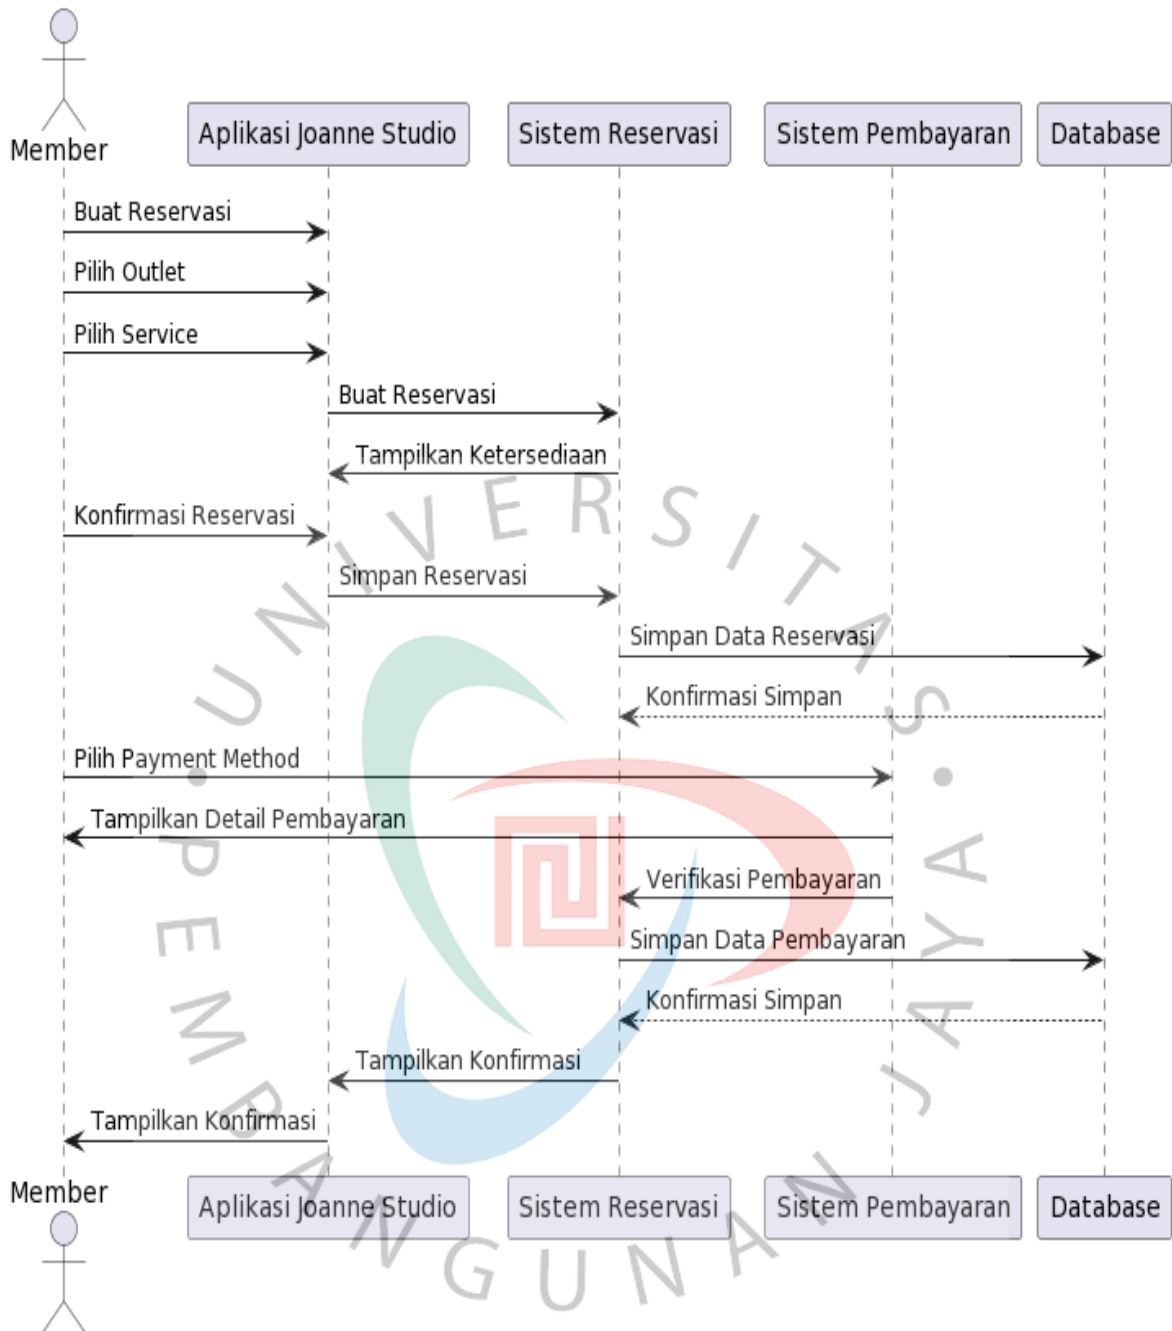 Member
Aplikasi Joanne Studio
Sistem Reservasi
Sistem Pembayaran
Database
Buat Reservasi
Pilih Outlet
Pilih Service
Buat Reservasi
Tampilkan Ketersediaan
Konfirmasi Reservasi
Simpan Reservasi
Simpan Data Reservasi
Konfirmasi Simpan
Pilih Payment Method
Tampilkan Detail Pembayaran
Verifikasi Pembayaran
Simpan Data Pembayaran
Konfirmasi Simpan
Tampilkan Konfirmasi
Tampilkan Konfirmasi
Member
Aplikasi Joanne Studio
Sistem Reservasi
Sistem Pembayaran
Database
UNIVERSITAS
PEMBANGUNAN JAYA